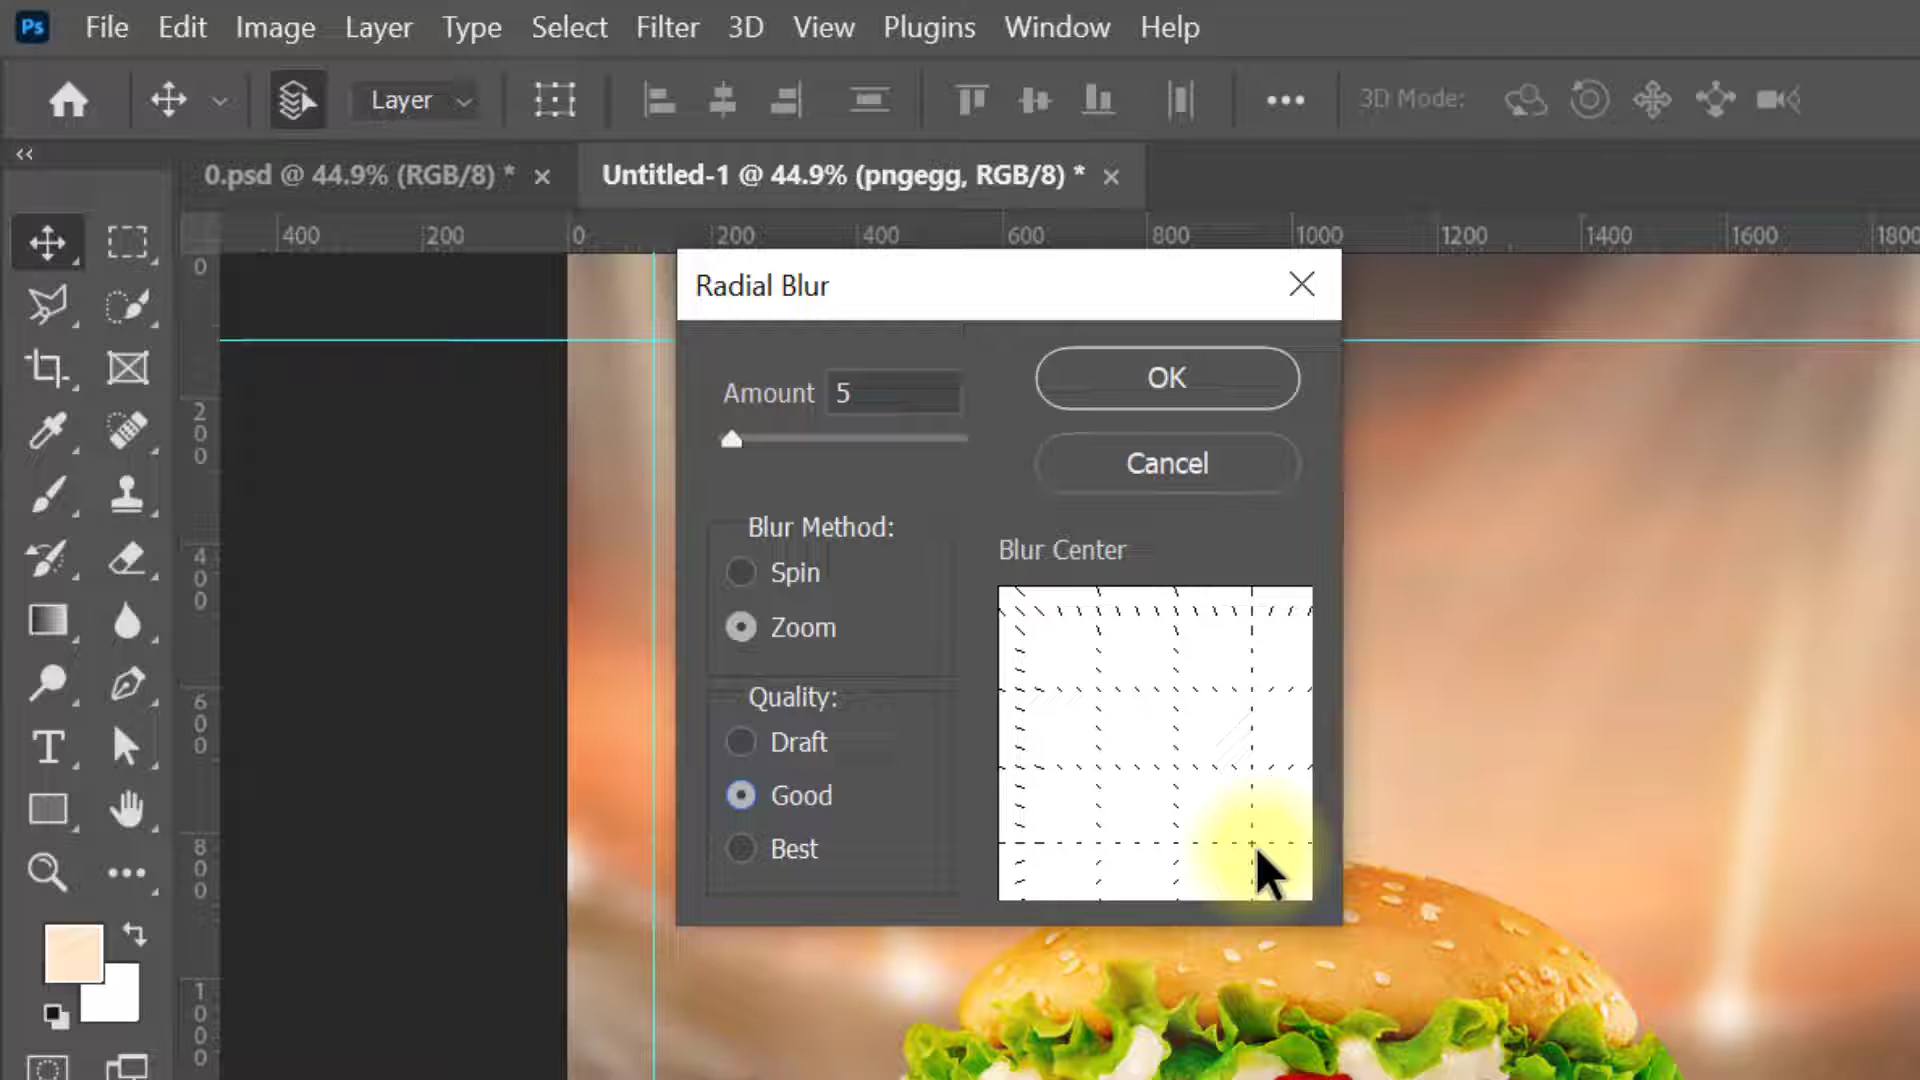 Ps File Edit Image Layer Type Select Filter 3D View Plugins Window Help
Layer 3D Mode:
0.psd @ 44.9% (RGB/8) * Untitled-1 @ 44.9% (pngegg, RGB/8) *
400 200 0 200 400 600 800 1000 1200 1400 1600 1800
0
200
400
600
800
1000
Radial Blur
Amount 5
OK
Cancel
Blur Method:
Spin
Zoom
Blur Center
Quality:
Draft
Good
Best
T